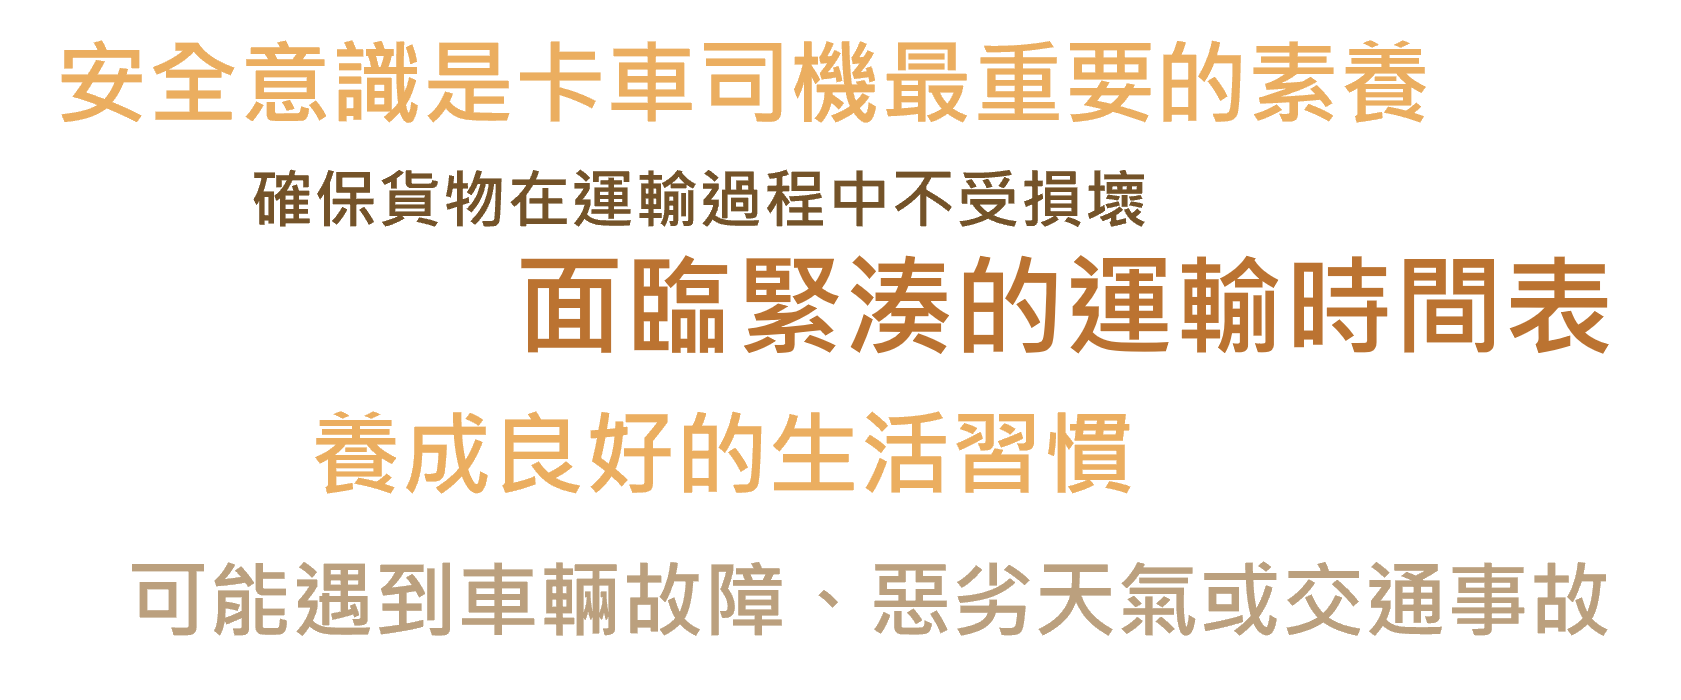 安全意識是卡車司機最重要的素養
確保貨物在運輸過程中不受損壞
面臨緊湊的運輸時間表
養成良好的生活習慣
可能遇到車輛故障、惡劣天氣或交通事故